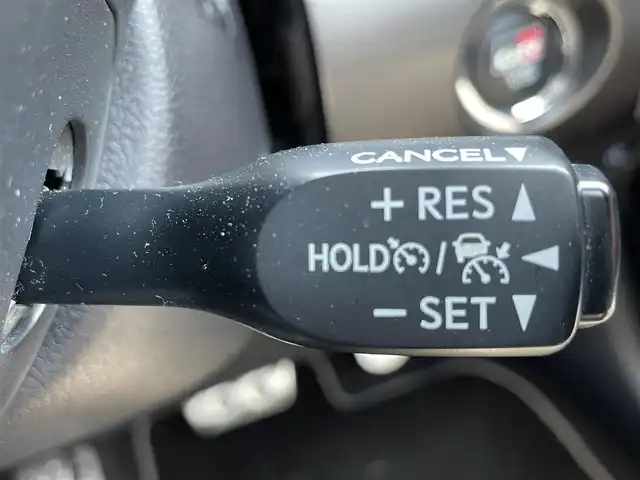 CANCEL▼
+ RES ▲
HOLD / ◀
− SET ▼